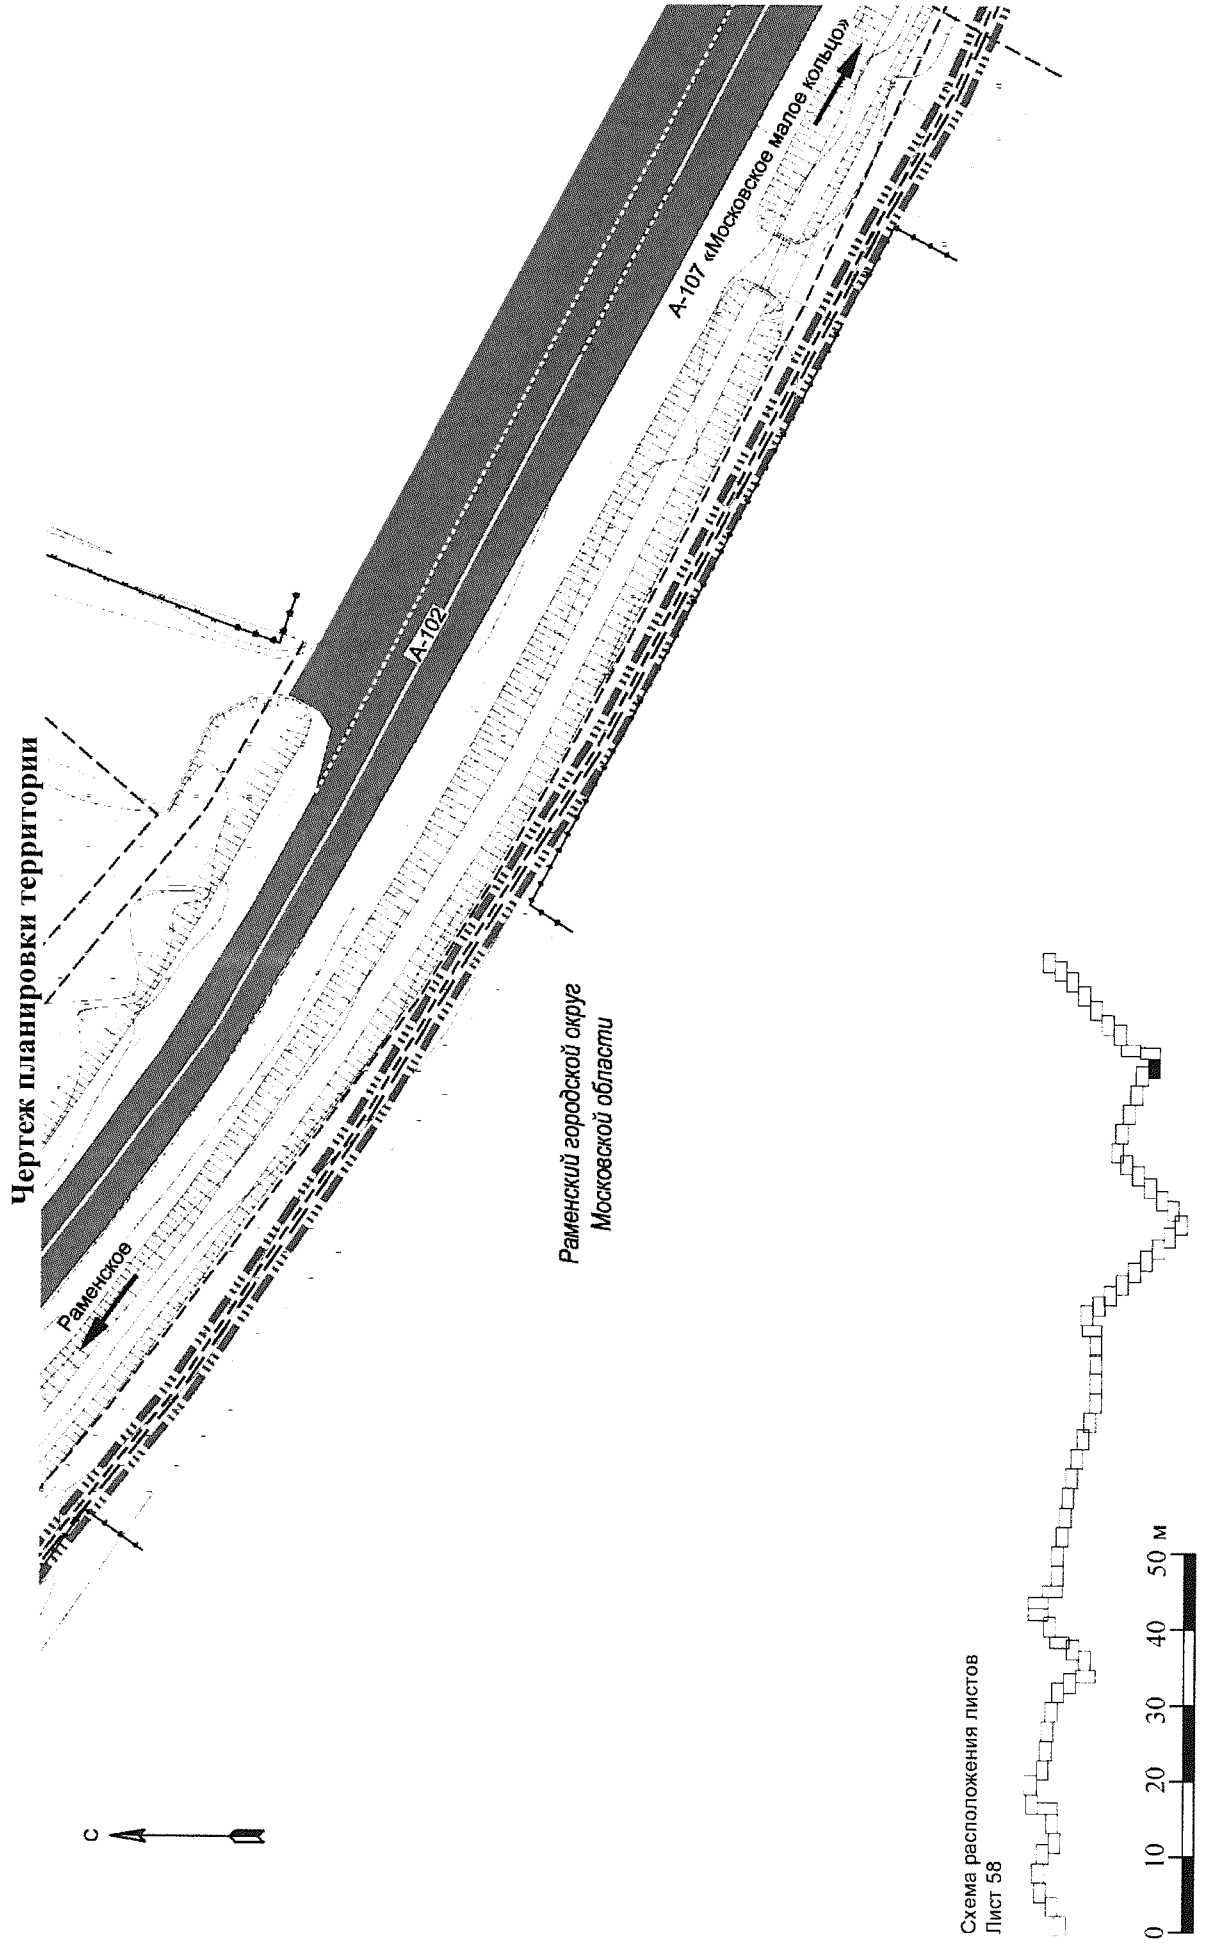 Чертеж планировки территории
С
Раменское
А-102
А-107 «Московское малое кольцо»
Раменский городской округ
Московской области
Схема расположения листов
Лист 58
0 10 20 30 40 50 м